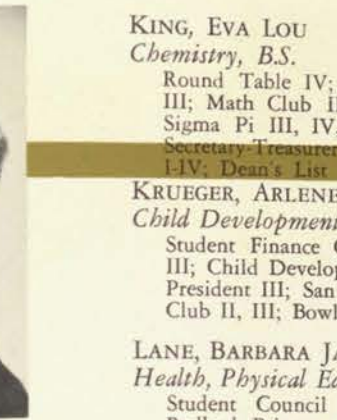 KING, EVA LOU
Chemistry, B.S.
Round Table IV;
III; Math Club II
Sigma Pi III, IV,
Secretary-Treasurer
I-IV; Dean's List
KRUEGER, ARLENE
Child Development
Student Finance
III; Child Develop
President III; San
Club II, III; Bowl
LANE, BARBARA JA
Health, Physical Ed
Student Council